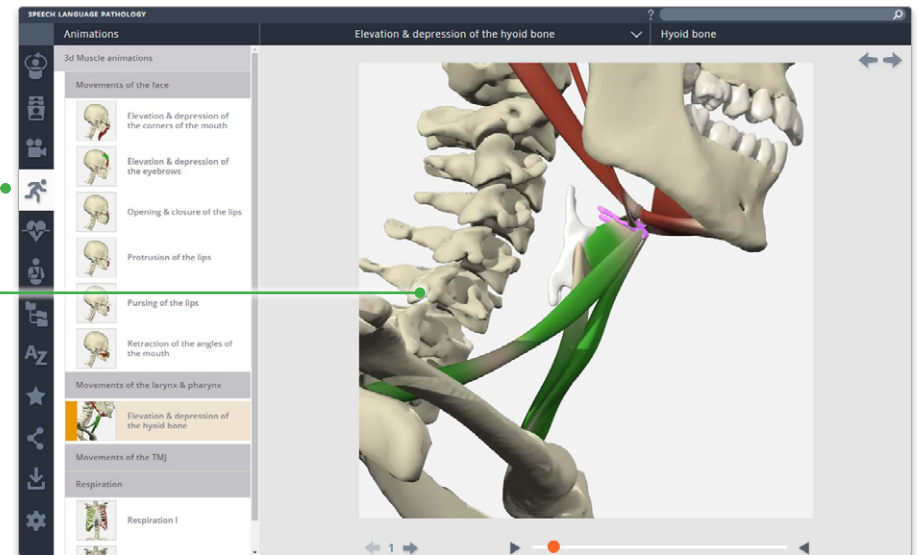 SPEECH LANGUAGE PATHOLOGY
?
Animations
Elevation & depression of the hyoid bone
Hyoid bone
3d Muscle animations
Movements of the face
Elevation & depression of
the corners of the mouth
Elevation & depression of
the eyebrows
Opening & closure of the lips
Protrusion of the lips
Pursing of the lips
Retraction of the angles of
the mouth
Movements of the larynx & pharynx
Elevation & depression of
the hyoid bone
Movements of the TMJ
Respiration
Respiration I
AZ
1